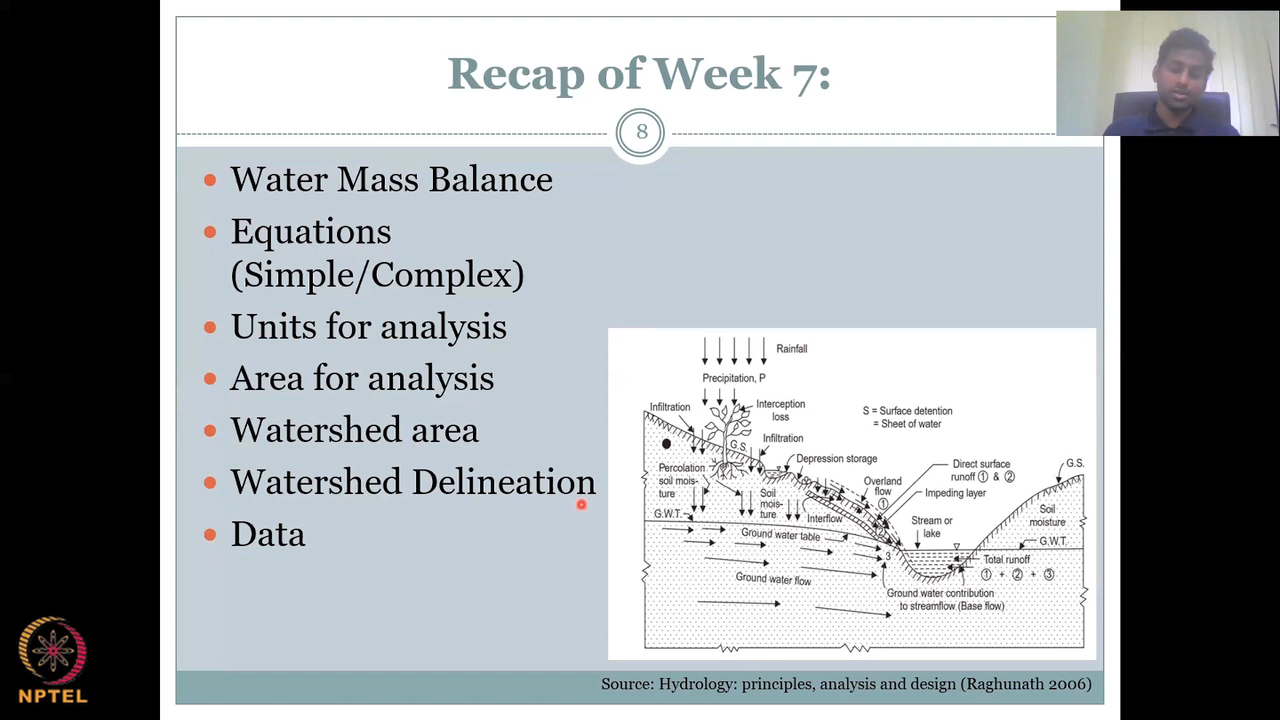 Recap of Week 7:
8
• Water Mass Balance
• Equations
(Simple/Complex)
• Units for analysis
• Area for analysis
• Watershed area
• Watershed Delineation
• Data
Rainfall
Precipitation, P
Infiltration
Interception
loss
S = Surface detention
= Sheet of water
G.S.
Infiltration
Depression storage
Percolation
soil mois-
ture
Soil
mois-
ture
Overland
flow
①
Direct surface
runoff ① & ②
Impeding layer
G.S.
Interflow
Stream or
lake
Soil
moisture
G.W.T.
Ground water table
G.W.T.
3
Total runoff
① + ② + ③
Ground water flow
Ground water contribution
to streamflow (Base flow)
Source: Hydrology: principles, analysis and design (Raghunath 2006)
NPTEL